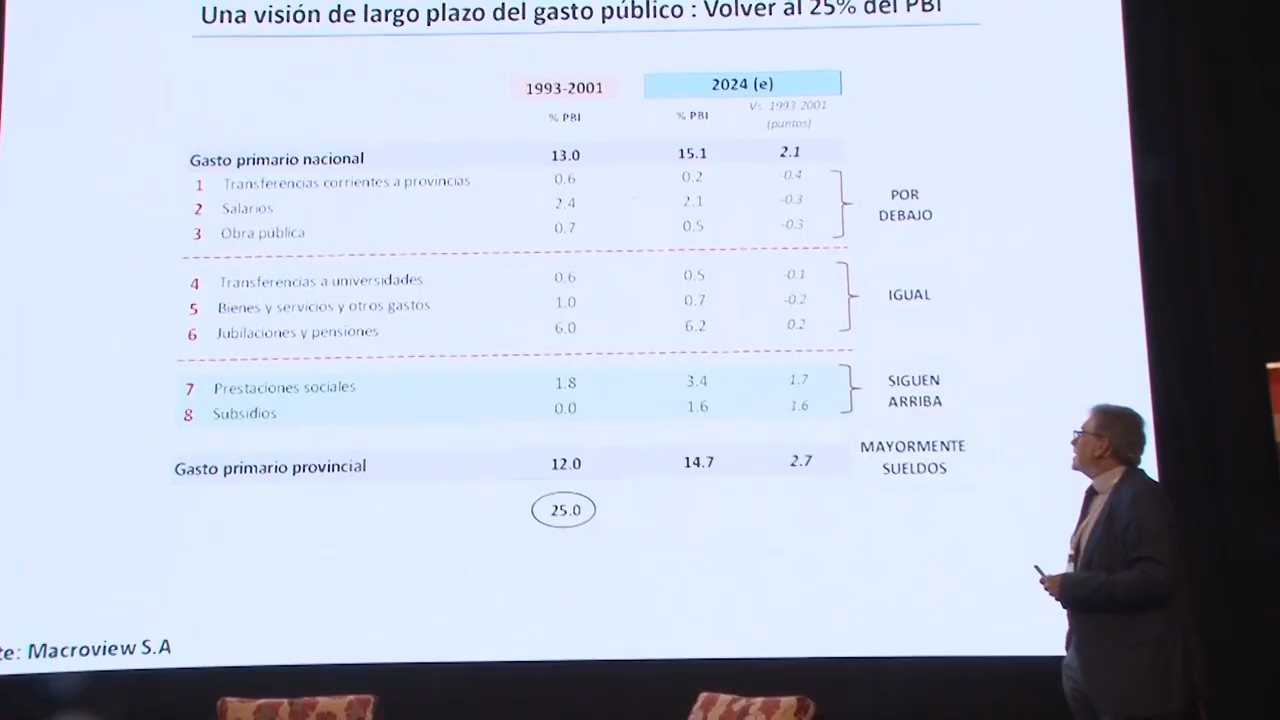 Una visión de largo plazo del gasto público : Volver al 25% del PBI
1993-2001 2024 (e)
% PBI % PBI Vs. 1993-2001 (puntos)
Gasto primario nacional 13.0 15.1 2.1
1 Transferencias corrientes a provincias 0.6 0.2 -0.4
2 Salarios 2.4 2.1 -0.3
3 Obra publica 0.7 0.5 -0.3
POR
DEBAJO
4 Transferencias a universidades 0.6 0.5 -0.1
5 Bienes y servicios y otros gastos 1.0 0.7 -0.2
6 Jubilaciones y pensiones 6.0 6.2 0.2
IGUAL
7 Prestaciones sociales 1.8 3.4 1.7
8 Subsidios 0.0 1.6 1.6
SIGUEN
ARRIBA
Gasto primario provincial 12.0 14.7 2.7
MAYORMENTE
SUELDOS
25.0
te: Macroview S.A